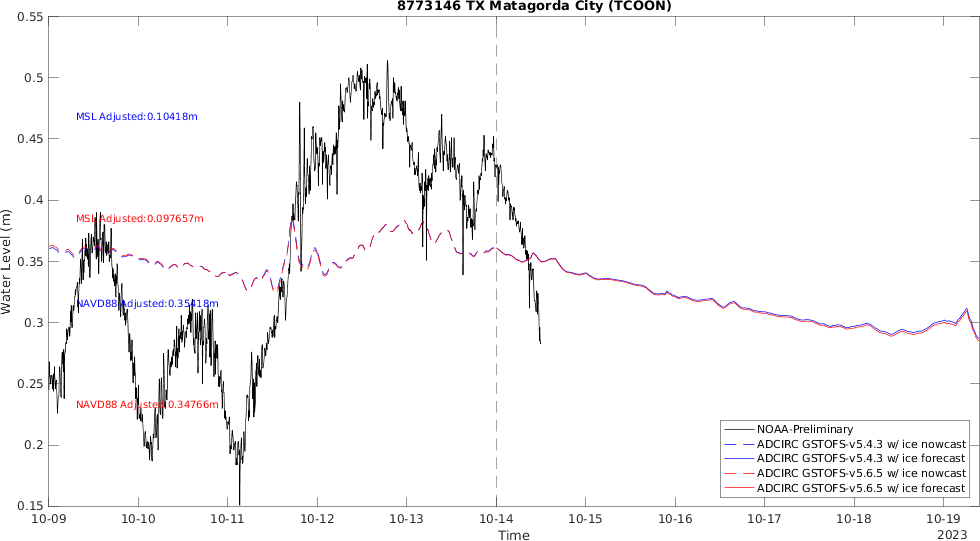 8773146 TX Matagorda City (TCOON)
Water Level (m)
0.55
0.5
0.45
0.4
0.35
0.3
0.25
0.2
0.15
MSL Adjusted:0.10418m
MSL Adjusted:0.097657m
NAVD88 Adjusted:0.35418m
NAVD88 Adjusted:0.34766m
NOAA-Preliminary
ADCIRC GSTOFS-v5.4.3 w/ ice nowcast
ADCIRC GSTOFS-v5.4.3 w/ ice forecast
ADCIRC GSTOFS-v5.6.5 w/ ice nowcast
ADCIRC GSTOFS-v5.6.5 w/ ice forecast
10-09 10-10 10-11 10-12 10-13 10-14 10-15 10-16 10-17 10-18 10-19
Time
2023